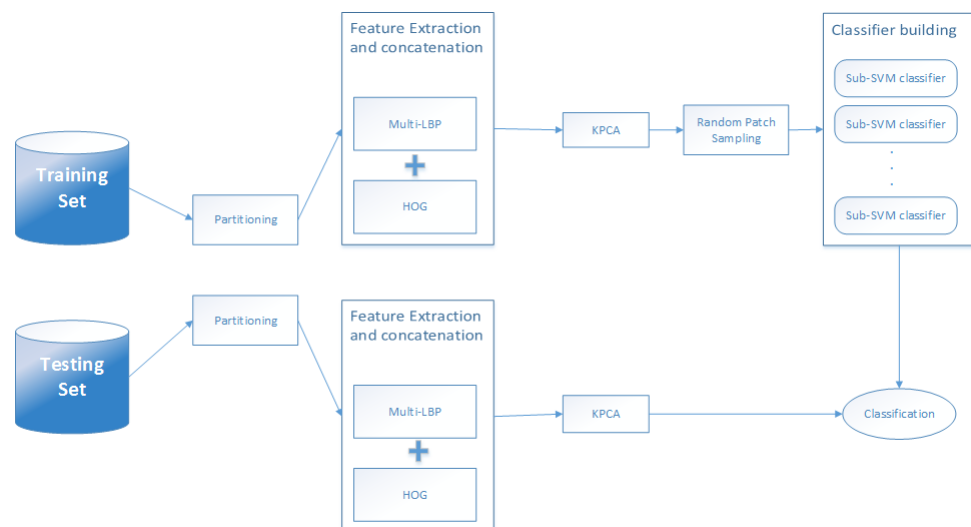 Training
Set
Partitioning
Feature Extraction
and concatenation
Multi-LBP
HOG
KPCA
Random Patch
Sampling
Classifier building
Sub-SVM classifier
Sub-SVM classifier
.
.
.
Sub-SVM classifier
Testing
Set
Partitioning
Feature Extraction
and concatenation
Multi-LBP
HOG
KPCA
Classification